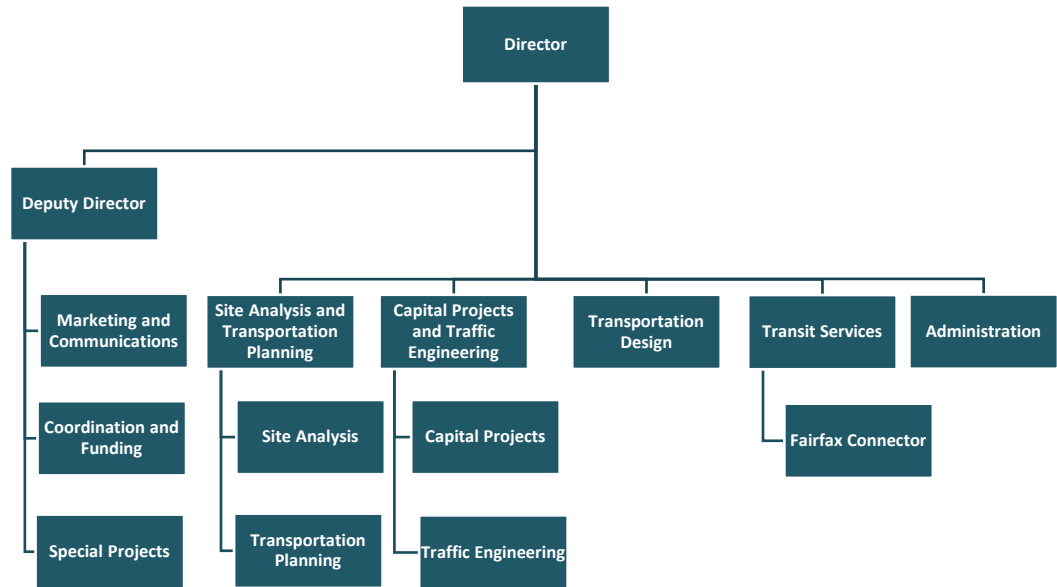 Director
Deputy Director
Marketing and
Communications
Site Analysis and
Transportation
Planning
Capital Projects
and Traffic
Engineering
Transportation
Design
Transit Services
Administration
Coordination and
Funding
Site Analysis
Capital Projects
Fairfax Connector
Special Projects
Transportation
Planning
Traffic Engineering